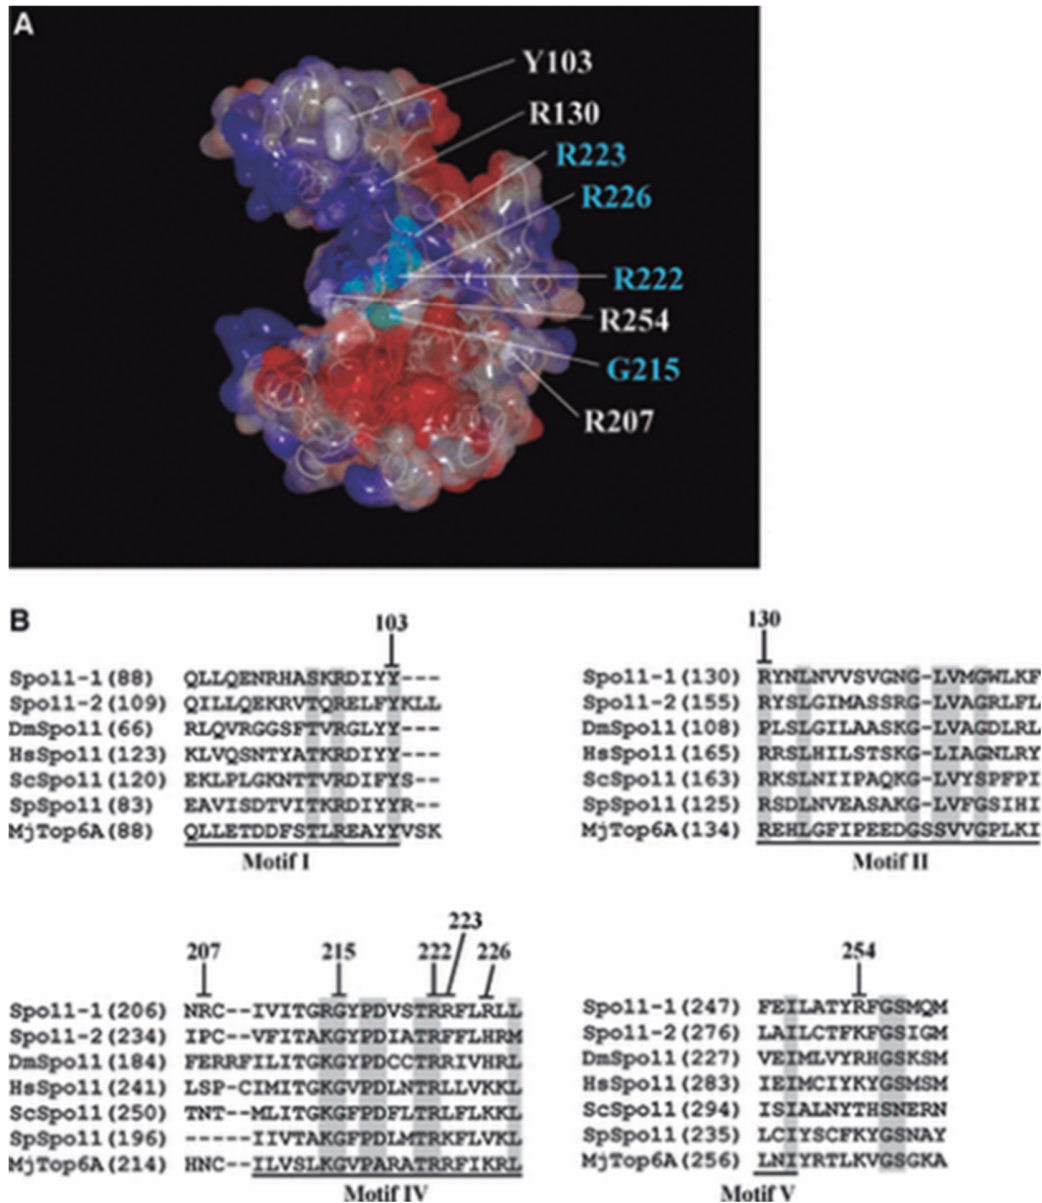 A
Y103
R130
R223
R226
R222
R254
G215
R207
B
103
Spo11-1(88) QLLQENRHASKRDIYY---
Spo11-2(109) QILLQEKRVTQRELFYKLL
DmSpo11(66) RLQVRGGSFTVRGLYY---
HsSpo11(123) KLVQSNTYATKRDIYY---
ScSpo11(120) EKLPLGKNTTVRDIFYS--
SpSpo11(83) EAVISDTVITKRDIYYR--
MjTop6A(88) QLLETDDFSTLREAYYVSK
Motif I
130
Spo11-1(130) RYNLNVVSVGNG-LVMGWLKF
Spo11-2(155) RYSLGIMASSRG-LVAGRLFL
DmSpo11(108) PLSLGILAASKG-LVAGDLRL
HsSpo11(165) RRSLHILSTSKG-LIAGNLRY
ScSpo11(163) RKSLNIIPAQKG-LVYSPFPI
SpSpo11(125) RSDLNVEASAKG-LVFGSIHI
MjTop6A(134) REHLGFIPEEDGSSVVGPLKI
Motif II
207 215 222 223 226
Spo11-1(206) NRC--IVITGRGYPDVSTRRFLRLL
Spo11-2(234) IPC--VFITAKGYPDIATRFFLHRM
DmSpo11(184) FERRFILITGKGYPDCCTRRIVHRL
HsSpo11(241) LSP-CIMITGKGVPDLNTRLLVKKL
ScSpo11(250) TNT--MLITGKGFPDFLTRLFLKKL
SpSpo11(196) -----IIVTAKGFPDLMTRKFLVKL
MjTop6A(214) HNC--ILVSLKGVPARATRRFIKRL
Motif IV
254
Spo11-1(247) FEILATYRFGSMQM
Spo11-2(276) LAILCTFKFGSIGM
DmSpo11(227) VEIMLVYRHGSKSM
HsSpo11(283) IEIMCIYKYGSMSM
ScSpo11(294) ISIALNYTHSNERN
SpSpo11(235) LCIYSCFKYGSNAY
MjTop6A(256) LNIYRTLKVGSGKA
Motif V